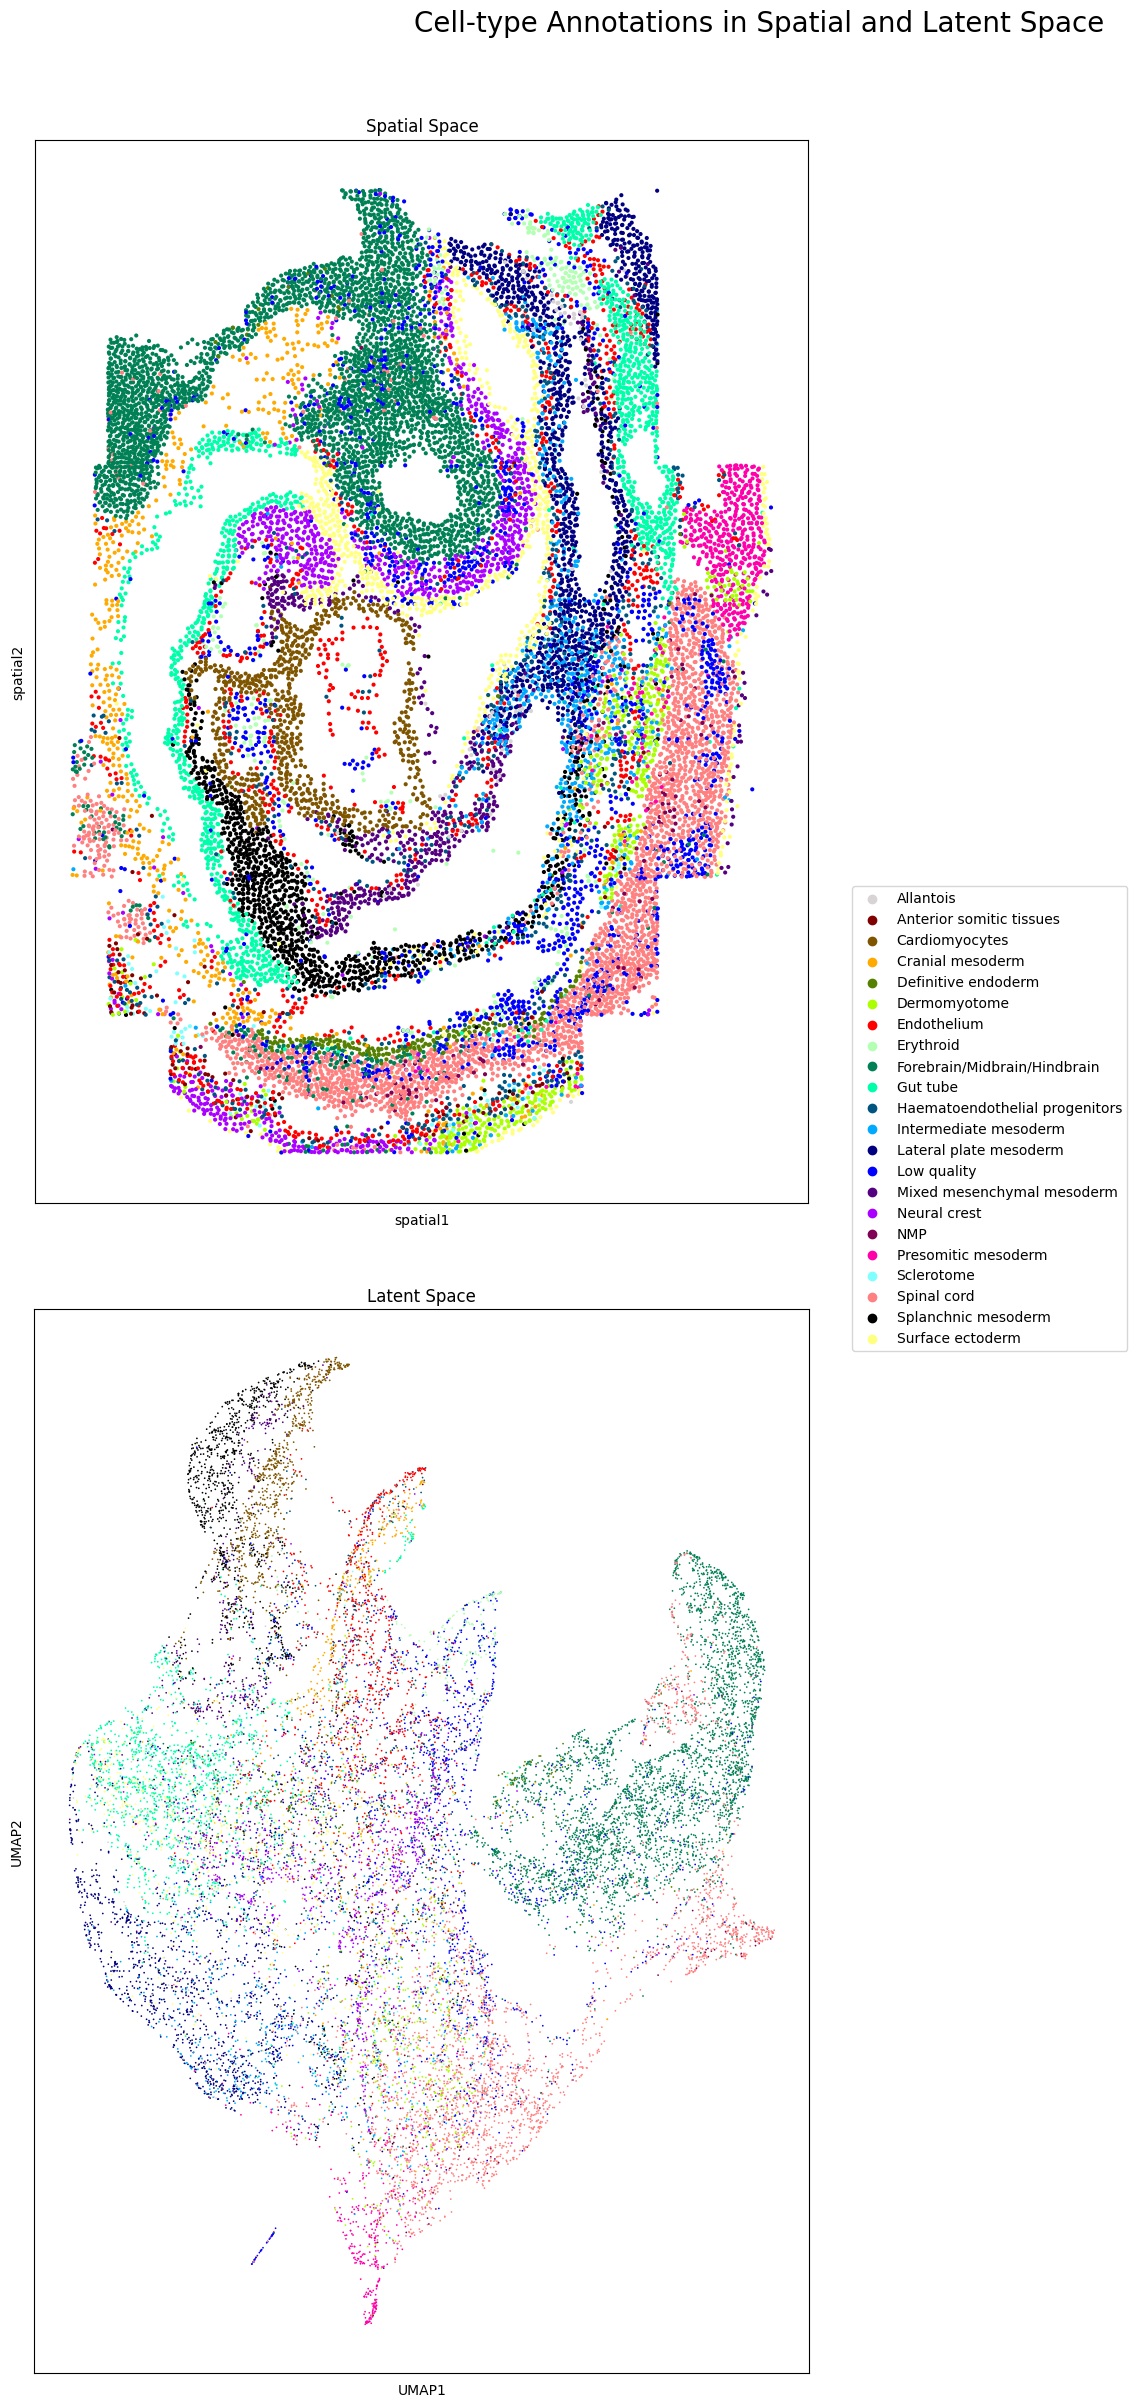 Cell-type Annotations in Spatial and Latent Space
Spatial Space
spatial2
spatial1
Allantois
Anterior somitic tissues
Cardiomyocytes
Cranial mesoderm
Definitive endoderm
Dermomyotome
Endothelium
Erythroid
Forebrain/Midbrain/Hindbrain
Gut tube
Haematoendothelial progenitors
Intermediate mesoderm
Lateral plate mesoderm
Low quality
Mixed mesenchymal mesoderm
Neural crest
NMP
Presomitic mesoderm
Sclerotome
Spinal cord
Splanchnic mesoderm
Surface ectoderm
Latent Space
UMAP2
UMAP1